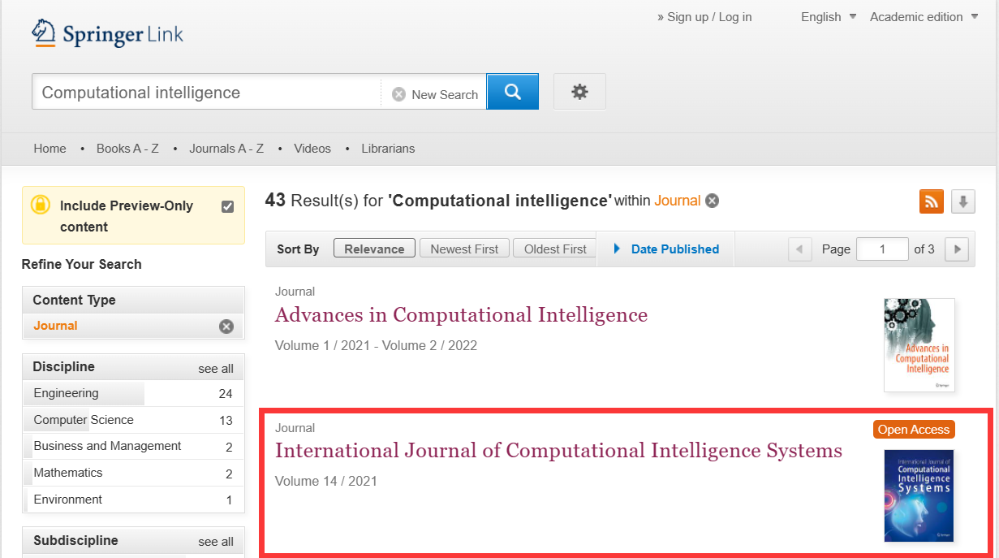 » Sign up / Log in English Academic edition
Springer Link
Computational intelligence New Search
Home • Books A - Z • Journals A - Z • Videos • Librarians
Include Preview-Only
content
Refine Your Search
Content Type
Journal
Discipline see all
Engineering 24
Computer Science 13
Business and Management 2
Mathematics 2
Environment 1
Subdiscipline see all
43 Result(s) for 'Computational intelligence' within Journal
Sort By Relevance Newest First Oldest First Date Published Page 1 of 3
Journal
Advances in Computational Intelligence
Volume 1 / 2021 - Volume 2 / 2022
Advances in
Computational
Intelligence
Journal
Open Access
International Journal of Computational Intelligence Systems
Volume 14 / 2021
International Journal of
Computational
Intelligence
Systems